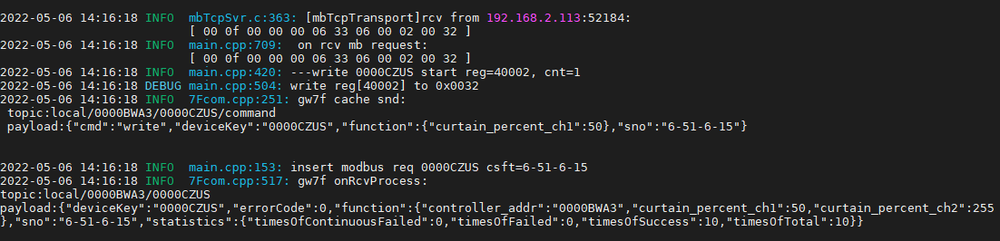 2022-05-06 14:16:18 INFO  mbTcpSvr.c:363: [mbTcpTransport]rcv from 192.168.2.113:52184:
[ 00 0f 00 00 00 06 33 06 00 02 00 32 ]
2022-05-06 14:16:18 INFO  main.cpp:709:  on rcv mb request:
[ 00 0f 00 00 00 06 33 06 00 02 00 32 ]
2022-05-06 14:16:18 INFO  main.cpp:420: ---write 0000CZUS start reg=40002, cnt=1
2022-05-06 14:16:18 DEBUG main.cpp:504: write reg[40002] to 0x0032
2022-05-06 14:16:18 INFO  7Fcom.cpp:251: gw7f cache snd:
topic:local/0000BWA3/0000CZUS/command
payload:{"cmd":"write","deviceKey":"0000CZUS","function":{"curtain_percent_ch1":50},"sno":"6-51-6-15"}
2022-05-06 14:16:18 INFO  main.cpp:153: insert modbus req 0000CZUS csft=6-51-6-15
2022-05-06 14:16:18 INFO  7Fcom.cpp:517: gw7f onRcvProcess:
topic:local/0000BWA3/0000CZUS
payload:{"deviceKey":"0000CZUS","errorCode":0,"function":{"controller_addr":"0000BWA3","curtain_percent_ch1":50,"curtain_percent_ch2":255
},"sno":"6-51-6-15","statistics":{"timesOfContinuousFailed":0,"timesOfFailed":0,"timesOfSuccess":10,"timesOfTotal":10}}